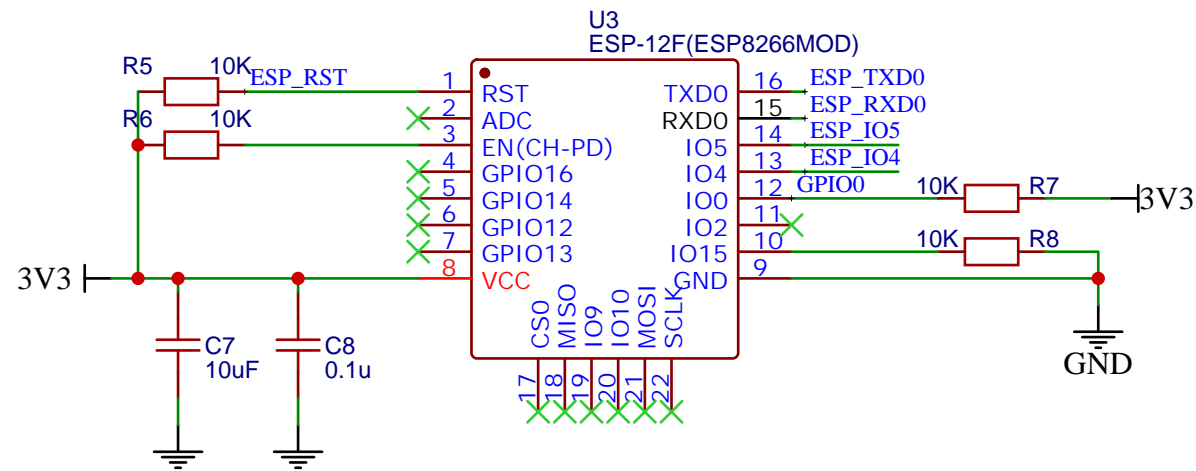 U3
ESP-12F(ESP8266MOD)
R5 10K ESP_RST 1 RST
2 ADC
R6 10K 3 EN(CH-PD)
4 GPIO16
5 GPIO14
6 GPIO12
7 GPIO13
3V3 8 VCC
TXD0 16 ESP_TXD0
RXD0 15 ESP_RXD0
IO5 14 ESP_IO5
IO4 13 ESP_IO4
IO0 12 GPIO0 10K R7 3V3
IO2 11
IO15 10 10K R8
GND 9
CS0 MISO IO9 IO10 MOSI SCLK
17 18 19 20 21 22
C7
10uF
C8
0.1u
GND